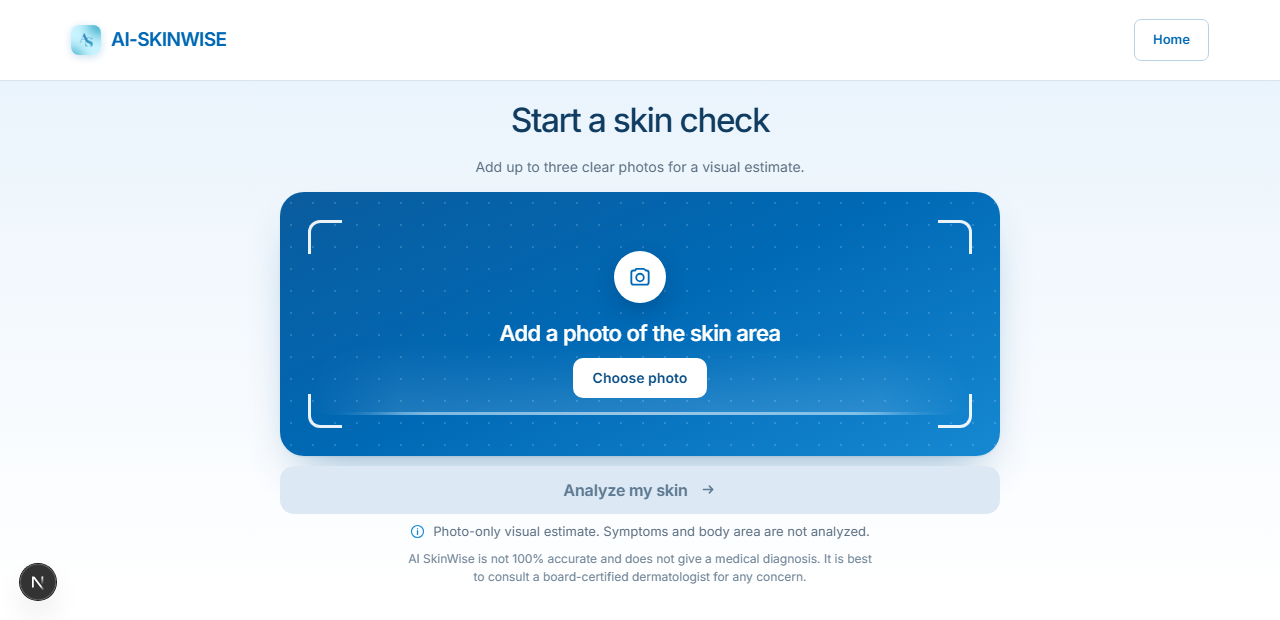 AS
AI-SKINWISE
Home
Start a skin check
Add up to three clear photos for a visual estimate.
Add a photo of the skin area
Choose photo
Analyze my skin →
Photo-only visual estimate. Symptoms and body area are not analyzed.
AI SkinWise is not 100% accurate and does not give a medical diagnosis. It is best
to consult a board-certified dermatologist for any concern.
N